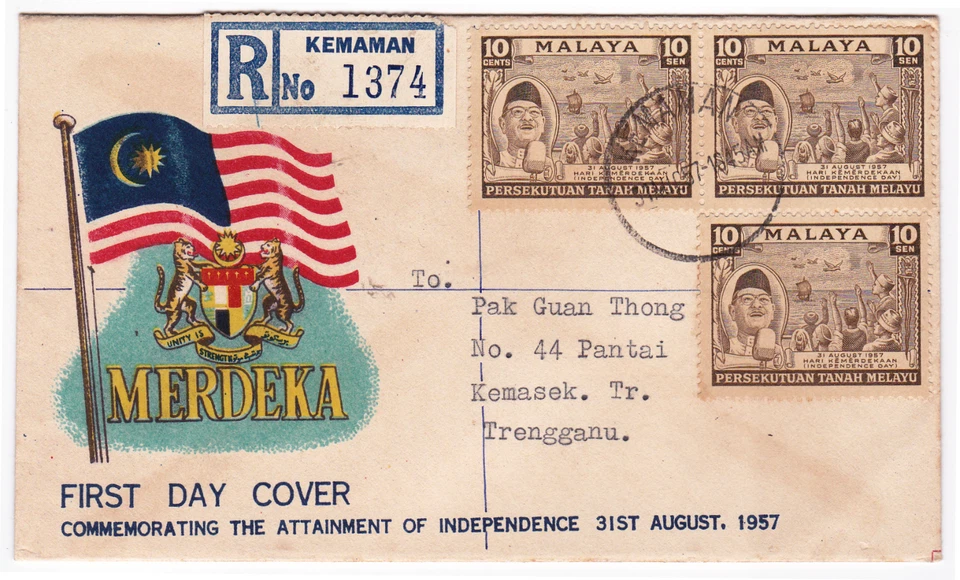 R
KEMAMAN
No 1374
10 MALAYA 10
CENTS SEN
31 AUGUST 1957
HARI KEMERDEKAAN
(INDEPENDENCE DAY)
PERSEKUTUAN TANAH MELAYU
10 MALAYA 10
CENTS SEN
31 AUGUST 1957
HARI KEMERDEKAAN
(INDEPENDENCE DAY)
PERSEKUTUAN TANAH MELAYU
10 MALAYA 10
CENTS SEN
31 AUGUST 1957
HARI KEMERDEKAAN
(INDEPENDENCE DAY)
PERSEKUTUAN TANAH MELAYU
UNITY IS
STRENGTH
MERDEKA
To.
Pak Guan Thong
No. 44 Pantai
Kemasek. Tr.
Trengganu.
FIRST DAY COVER
COMMEMORATING THE ATTAINMENT OF INDEPENDENCE 31ST AUGUST. 1957